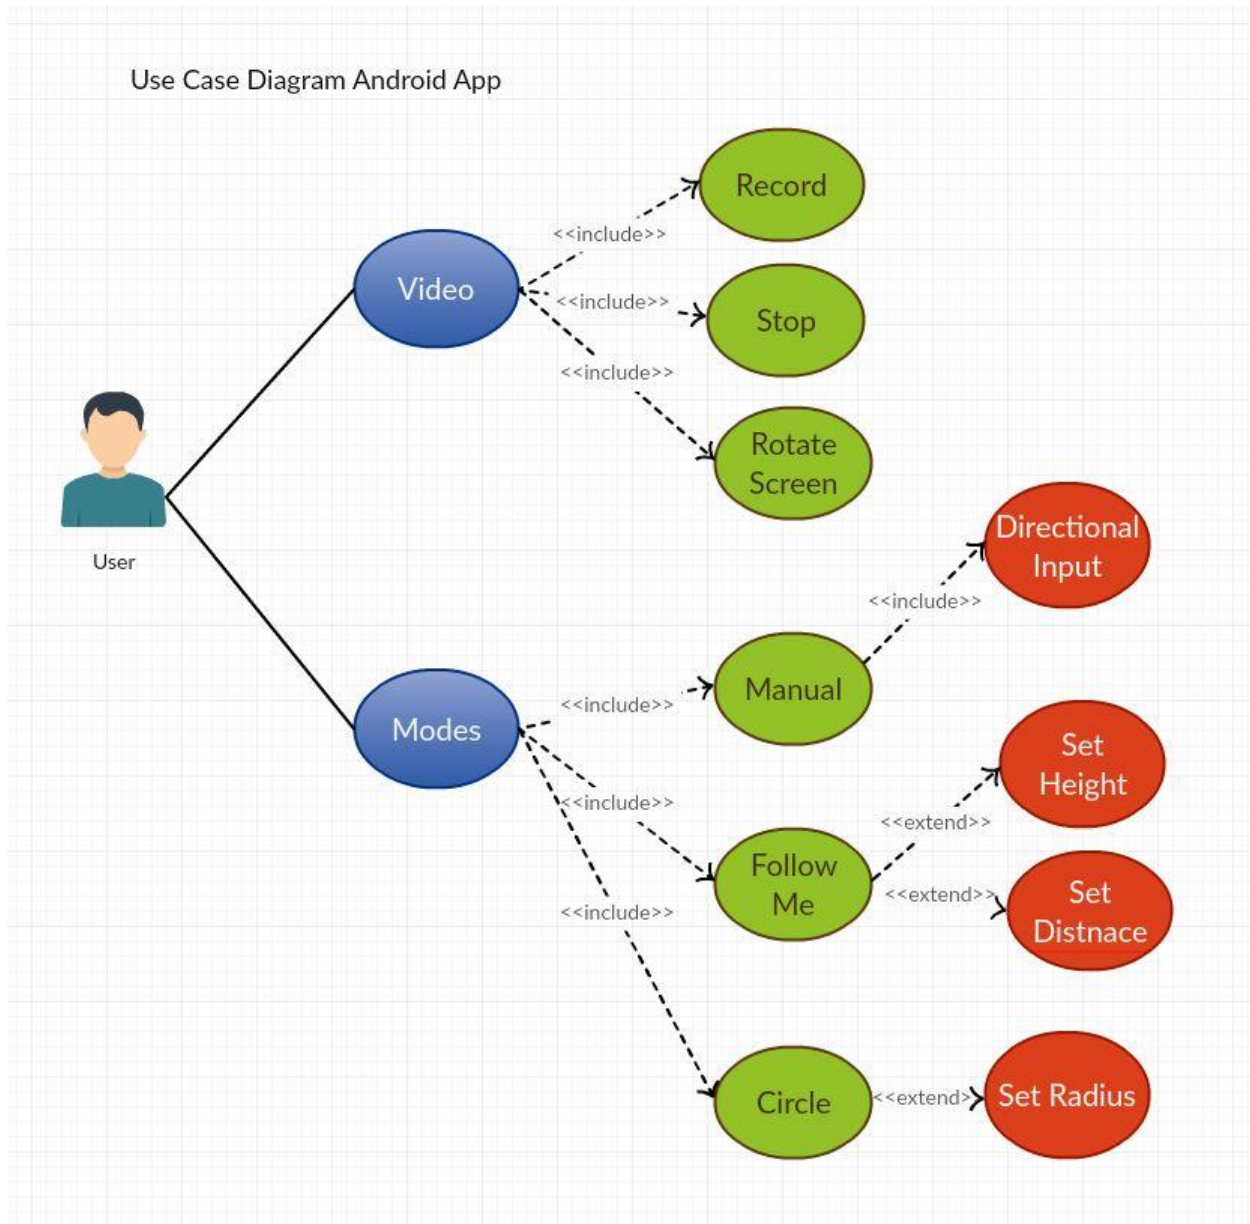 Use Case Diagram Android App
Record
<<include>>
Video
<<include>>
Stop
<<include>>
Rotate
Screen
User
Directional
Input
<<include>>
Manual
<<include>>
Modes
Set
Height
<<include>>
<<extend>>
Follow
Me
<<extend>>
Set
Distnace
<<include>>
Circle
<<extend>
Set Radius